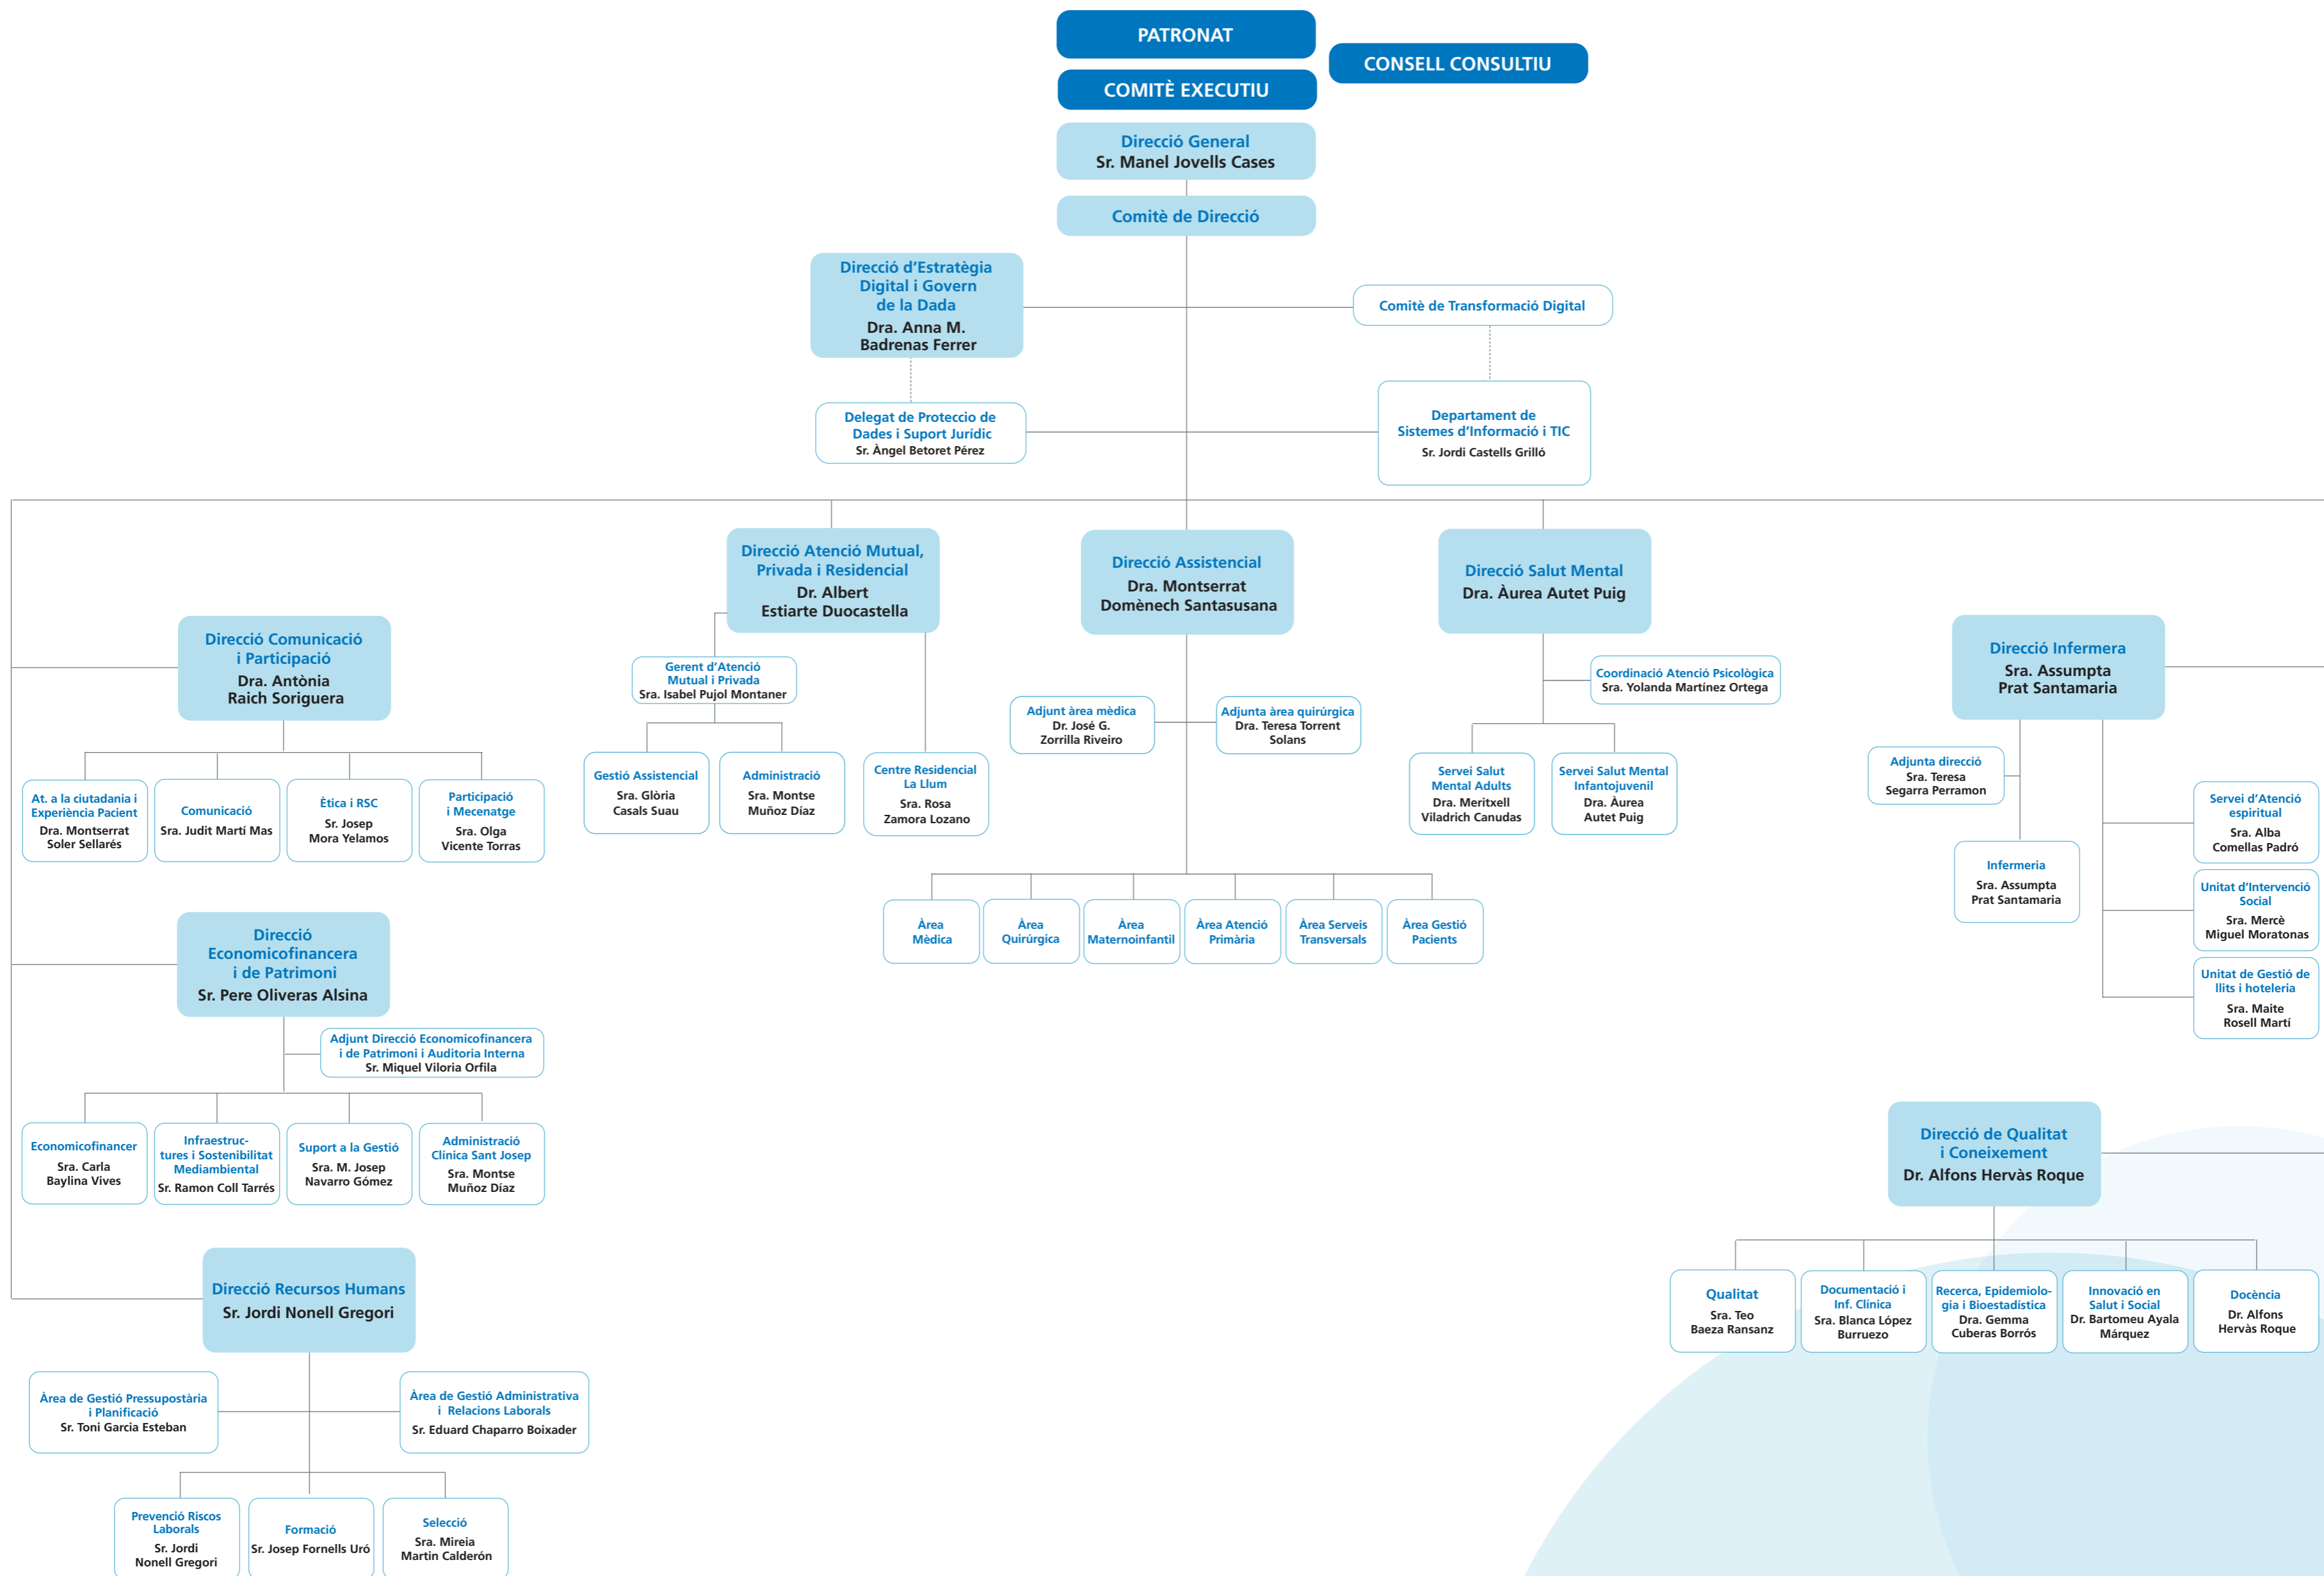 PATRONAT
CONSELL CONSULTIU
COMITÈ EXECUTIU
Direcció General
Sr. Manel Jovells Cases
Comitè de Direcció
Direcció d’Estratègia
Digital i Govern
de la Dada
Dra. Anna M.
Badrenas Ferrer
Comitè de Transformació Digital
Delegat de Proteccio de
Dades i Suport Jurídic
Sr. Àngel Betoret Pérez
Departament de
Sistemes d’Informació i TIC
Sr. Jordi Castells Grilló
Direcció Comunicació
i Participació
Dra. Antònia
Raich Soriguera
At. a la ciutadania i
Experiència Pacient
Dra. Montserrat
Soler Sellarés
Comunicació
Sra. Judit Martí Mas
Ètica i RSC
Sr. Josep
Mora Yelamos
Participació
i Mecenatge
Sra. Olga
Vicente Torras
Direcció
Economicofinancera
i de Patrimoni
Sr. Pere Oliveras Alsina
Adjunt Direcció Economicofinancera
i de Patrimoni i Auditoria Interna
Sr. Miquel Viloria Orfila
Economicofinancer
Sra. Carla
Baylina Vives
Infraestruc-
tures i Sostenibilitat
Mediambiental
Sr. Ramon Coll Tarrés
Suport a la Gestió
Sra. M. Josep
Navarro Gómez
Administració
Clínica Sant Josep
Sra. Montse
Muñoz Díaz
Direcció Recursos Humans
Sr. Jordi Nonell Gregori
Àrea de Gestió Pressupostària
i Planificació
Sr. Toni Garcia Esteban
Àrea de Gestió Administrativa
i Relacions Laborals
Sr. Eduard Chaparro Boixader
Prevenció Riscos
Laborals
Sr. Jordi
Nonell Gregori
Formació
Sr. Josep Fornells Uró
Selecció
Sra. Mireia
Martin Calderón
Direcció Atenció Mutual,
Privada i Residencial
Dr. Albert
Estiarte Duocastella
Gerent d’Atenció
Mutual i Privada
Sra. Isabel Pujol Montaner
Gestió Assistencial
Sra. Glòria
Casals Suau
Administració
Sra. Montse
Muñoz Díaz
Centre Residencial
La Llum
Sra. Rosa
Zamora Lozano
Direcció Assistencial
Dra. Montserrat
Domènech Santasusana
Adjunt àrea mèdica
Dr. José G.
Zorrilla Riveiro
Adjunta àrea quirúrgica
Dra. Teresa Torrent
Solans
Àrea
Mèdica
Àrea
Quirúrgica
Àrea
Maternoinfantil
Àrea Atenció
Primària
Àrea Serveis
Transversals
Àrea Gestió
Pacients
Direcció Salut Mental
Dra. Àurea Autet Puig
Coordinació Atenció Psicològica
Sra. Yolanda Martínez Ortega
Servei Salut
Mental Adults
Dra. Meritxell
Viladrich Canudas
Servei Salut Mental
Infantojuvenil
Dra. Àurea
Autet Puig
Direcció Infermera
Sra. Assumpta
Prat Santamaria
Adjunta direcció
Sra. Teresa
Segarra Perramon
Infermeria
Sra. Assumpta
Prat Santamaria
Servei d’Atenció
espiritual
Sra. Alba
Comellas Padró
Unitat d’Intervenció
Social
Sra. Mercè
Miguel Moratonas
Unitat de Gestió de
llits i hoteleria
Sra. Maite
Rosell Martí
Direcció de Qualitat
i Coneixement
Dr. Alfons Hervàs Roque
Qualitat
Sra. Teo
Baeza Ransanz
Documentació i
Inf. Clínica
Sra. Blanca López
Burruezo
Recerca, Epidemiolo-
gia i Bioestadística
Dra. Gemma
Cuberas Borrós
Innovació en
Salut i Social
Dr. Bartomeu Ayala
Márquez
Docència
Dr. Alfons
Hervàs Roque